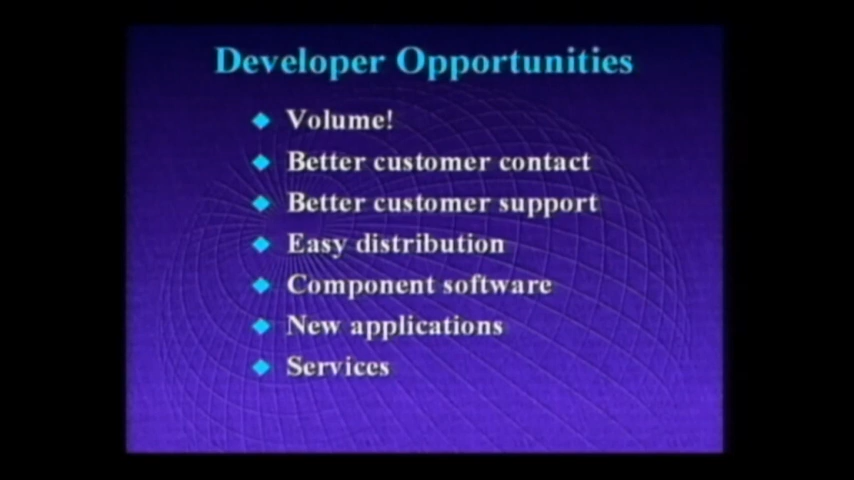 Developer Opportunities
Volume!
Better customer contact
Better customer support
Easy distribution
Component software
New applications
Services